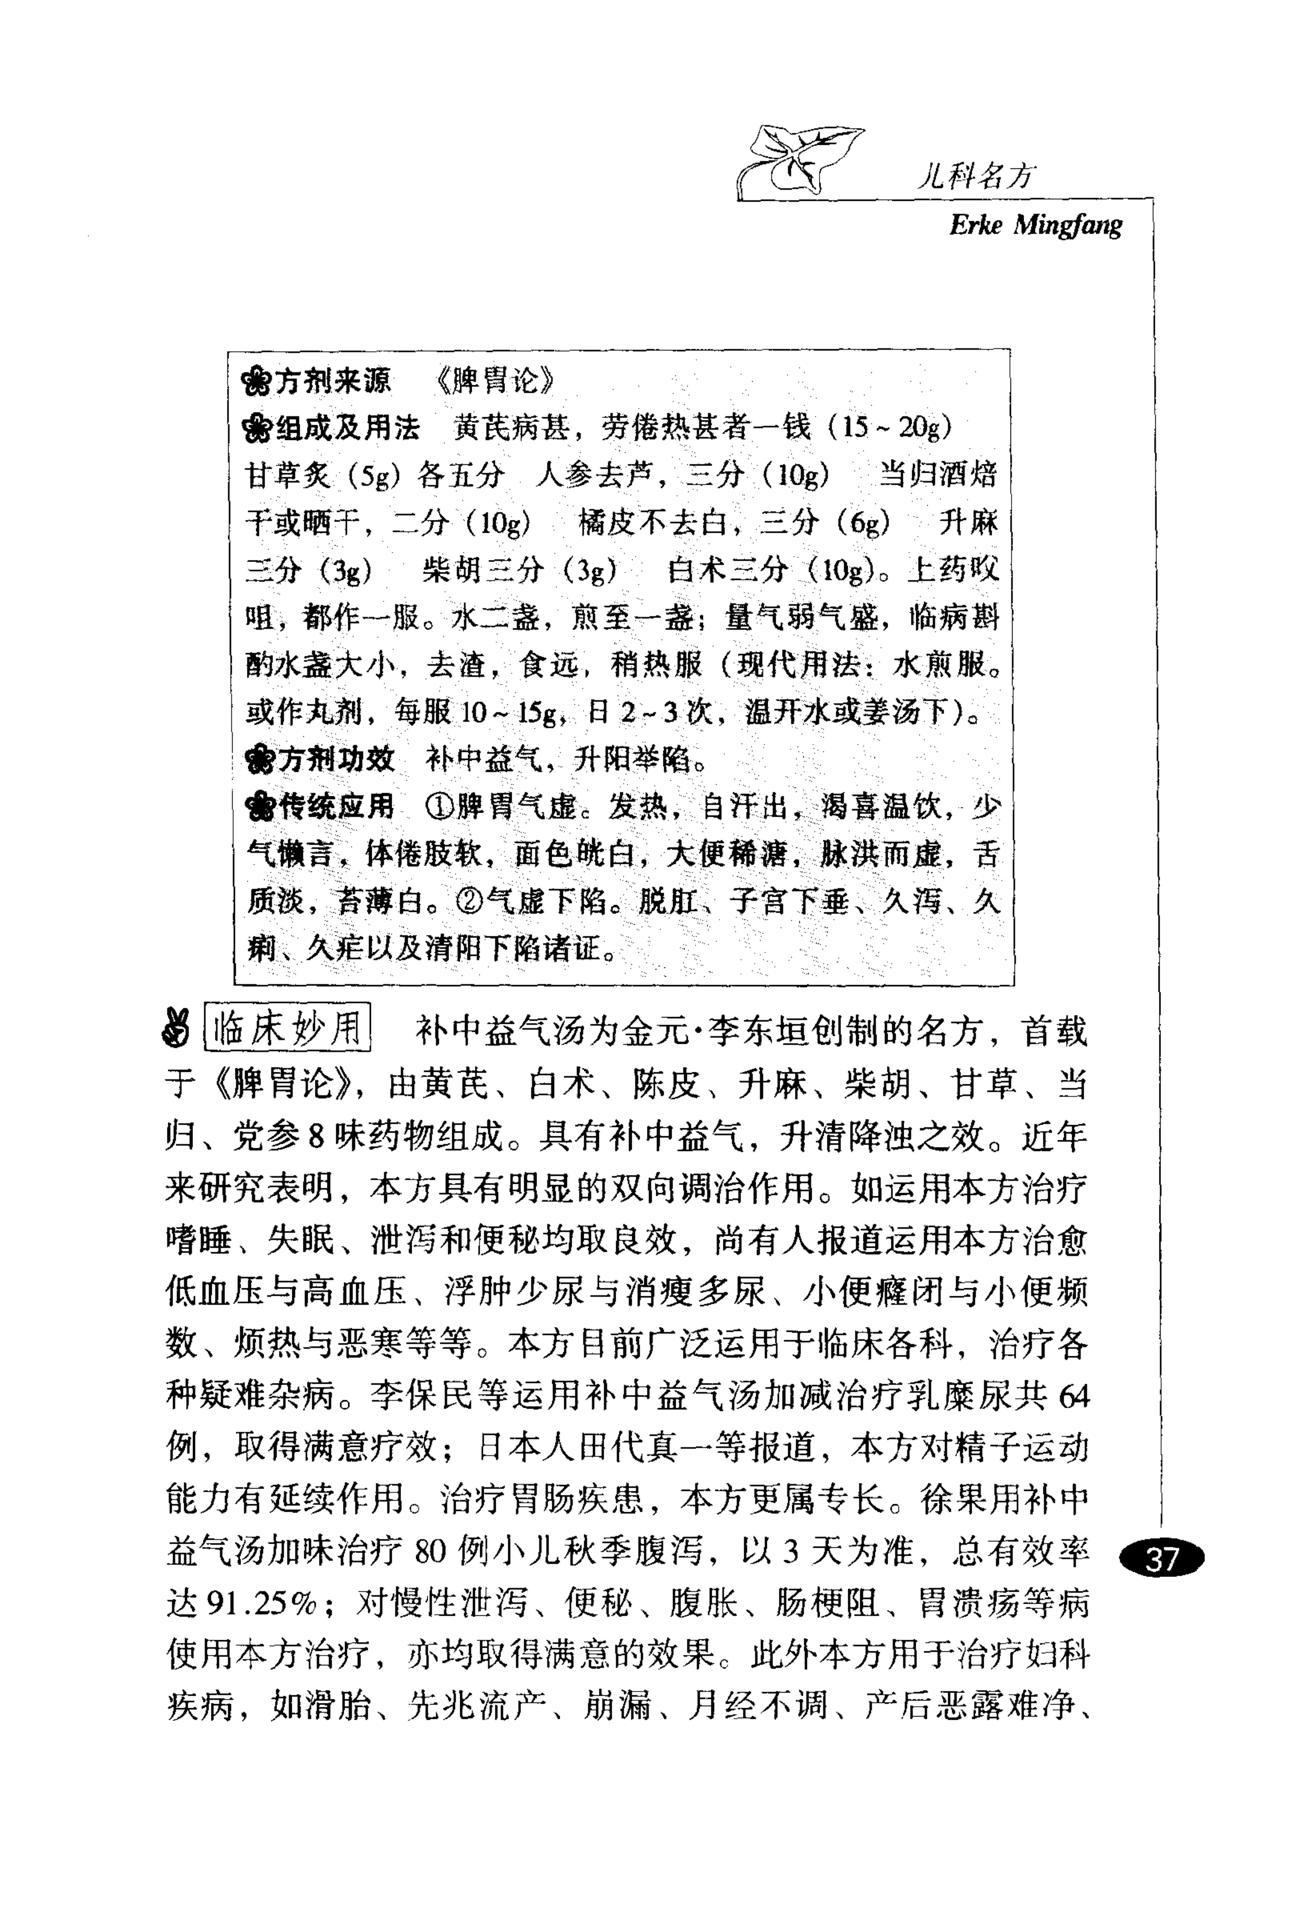 儿科名方
Erke Mingfang
方剂来源 《脾胃论》
组成及用法 黄芪病甚，劳倦热甚者一钱（15～20g）
甘草炙（5g）各五分 人参去芦，三分（10g） 当归酒焙
干或晒干，二分（10g） 橘皮不去白，三分（6g） 升麻
三分（3g） 柴胡三分（3g） 白术三分（10g）。上药㕮
咀，都作一服。水二盏，煎至一盏；量气弱气盛，临病斟
酌水盏大小，去渣，食远，稍热服（现代用法：水煎服。
或作丸剂，每服10～15g，日2～3次，温开水或姜汤下）。
方剂功效 补中益气，升阳举陷。
传统应用 ①脾胃气虚。发热，自汗出，渴喜温饮，少
气懒言，体倦肢软，面色㿠白，大便稀溏，脉洪而虚，舌
质淡，苔薄白。②气虚下陷。脱肛、子宫下垂、久泻、久
痢、久疟以及清阳下陷诸证。
临床妙用 补中益气汤为金元·李东垣创制的名方，首载
于《脾胃论》，由黄芪、白术、陈皮、升麻、柴胡、甘草、当
归、党参8味药物组成。具有补中益气，升清降浊之效。近年
来研究表明，本方具有明显的双向调治作用。如运用本方治疗
嗜睡、失眠、泄泻和便秘均取良效，尚有人报道运用本方治愈
低血压与高血压、浮肿少尿与消瘦多尿、小便癃闭与小便频
数、烦热与恶寒等等。本方目前广泛运用于临床各科，治疗各
种疑难杂病。李保民等运用补中益气汤加减治疗乳糜尿共64
例，取得满意疗效；日本人田代真一等报道，本方对精子运动
能力有延续作用。治疗胃肠疾患，本方更属专长。徐果用补中
益气汤加味治疗80例小儿秋季腹泻，以3天为准，总有效率
达91.25%；对慢性泄泻、便秘、腹胀、肠梗阻、胃溃疡等病
使用本方治疗，亦均取得满意的效果。此外本方用于治疗妇科
疾病，如滑胎、先兆流产、崩漏、月经不调、产后恶露难净、
37